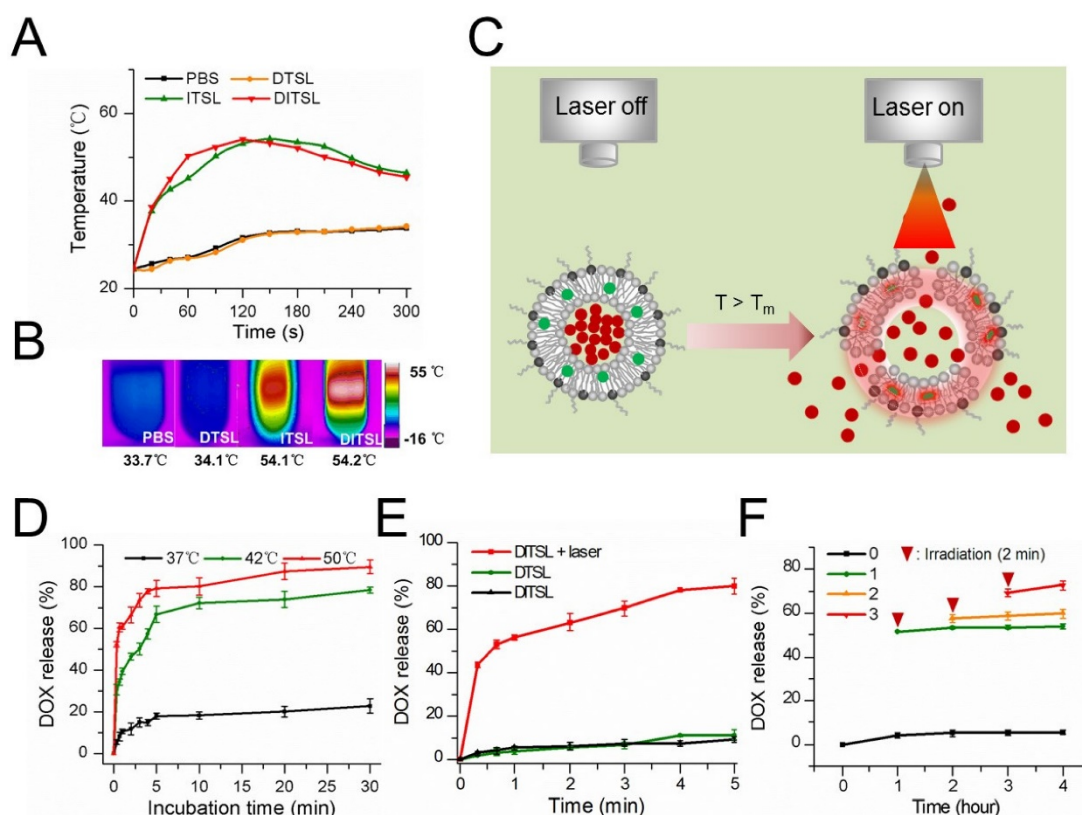 A
PBS DTSL
ITSL DITSL
Temperature (℃)
60
40
20
0 60 120 180 240 300
Time (s)
B
55 ℃
-16 ℃
PBS DTSL ITSL DITSL
33.7℃ 34.1℃ 54.1℃ 54.2℃
C
Laser off
Laser on
T > Tm
D
37℃ 42℃ 50℃
DOX release (%)
100
80
60
40
20
0
0 5 10 15 20 25 30
Incubation time (min)
E
DITSL + laser
DTSL
DITSL
DOX release (%)
100
80
60
40
20
0
0 1 2 3 4 5
Time (min)
F
0
1
2
3
: Irradiation (2 min)
DOX release (%)
100
80
60
40
20
0
0 1 2 3 4
Time (hour)